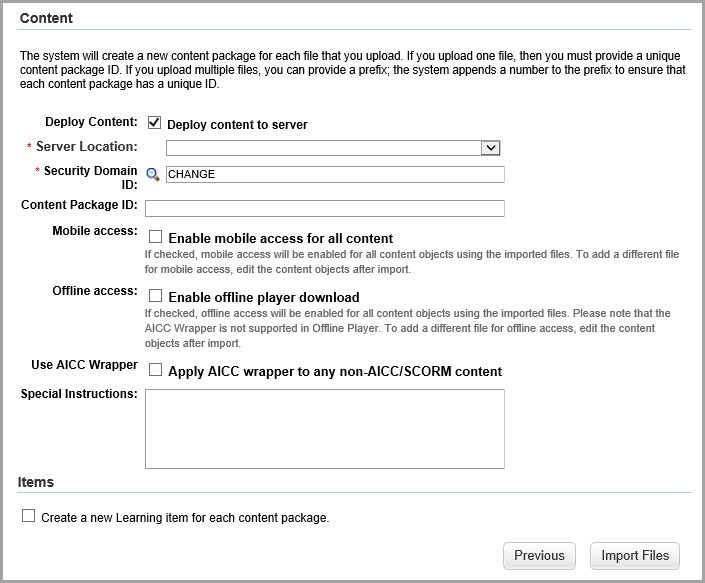 Content
The system will create a new content package for each file that you upload. If you upload one file, then you must provide a unique
content package ID. If you upload multiple files, you can provide a prefix; the system appends a number to the prefix to ensure that
each content package has a unique ID.
Deploy Content: Deploy content to server
* Server Location:
* Security Domain
ID: CHANGE
Content Package ID:
Mobile access: Enable mobile access for all content
If checked, mobile access will be enabled for all content objects using the imported files. To add a different file
for mobile access, edit the content objects after import.
Offline access: Enable offline player download
If checked, offline access will be enabled for all content objects using the imported files. Please note that the
AICC Wrapper is not supported in Offline Player. To add a different file for offline access, edit the content
objects after import.
Use AICC Wrapper Apply AICC wrapper to any non-AICC/SCORM content
Special Instructions:
Items
Create a new Learning item for each content package.
Previous Import Files